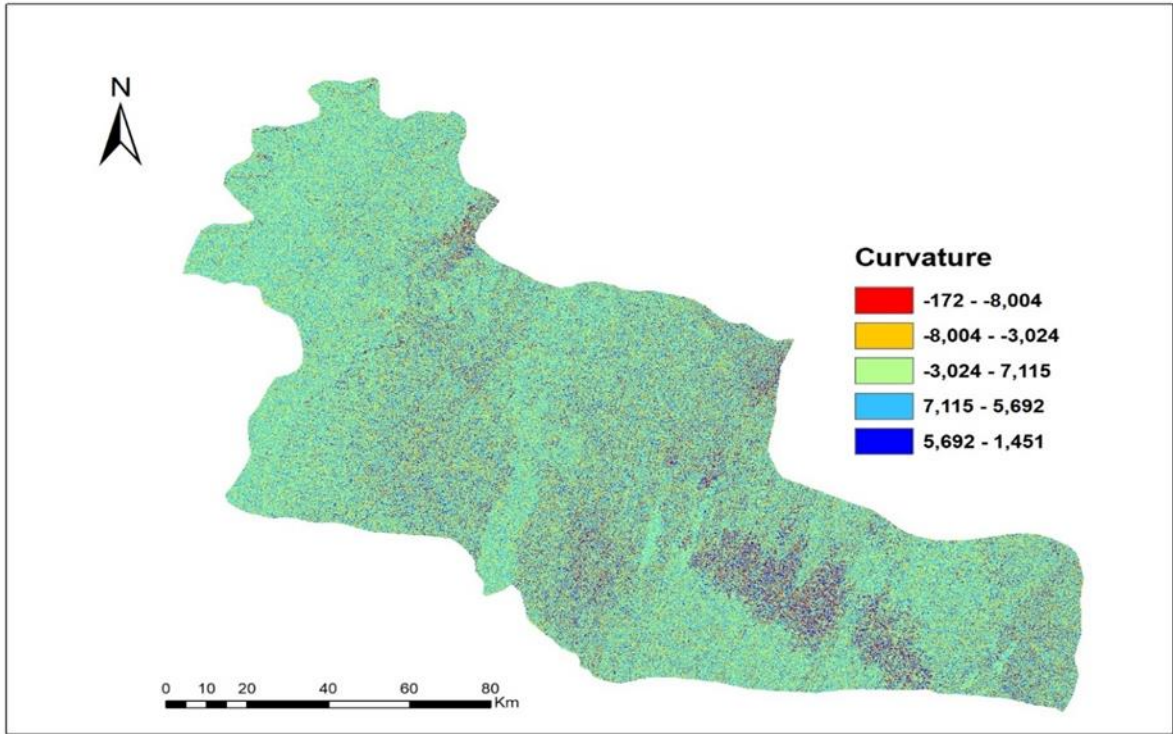 N
Curvature
-172 - -8,004
-8,004 - -3,024
-3,024 - 7,115
7,115 - 5,692
5,692 - 1,451
0 10 20 40 60 80
Km